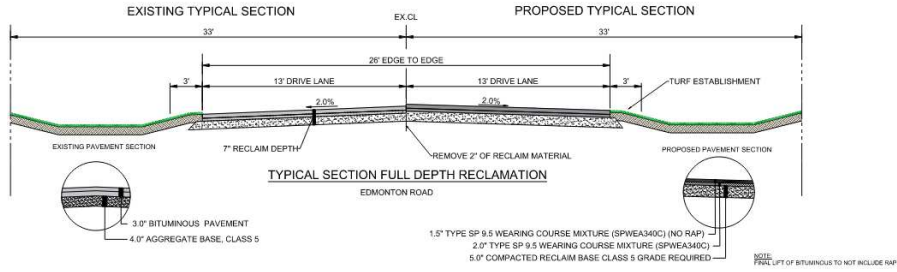 EXISTING TYPICAL SECTION
EX.CL
PROPOSED TYPICAL SECTION
33'
33'
26' EDGE TO EDGE
3'
13' DRIVE LANE
13' DRIVE LANE
3'
TURF ESTABLISHMENT
2.0%
2.0%
EXISTING PAVEMENT SECTION
7" RECLAIM DEPTH
REMOVE 2" OF RECLAIM MATERIAL
PROPOSED PAVEMENT SECTION
TYPICAL SECTION FULL DEPTH RECLAMATION
EDMONTON ROAD
3.0" BITUMINOUS PAVEMENT
4.0" AGGREGATE BASE, CLASS 5
1.5" TYPE SP 9.5 WEARING COURSE MIXTURE (SPWEA340C) (NO RAP)
2.0" TYPE SP 9.5 WEARING COURSE MIXTURE (SPWEA340C)
5.0" COMPACTED RECLAIM BASE CLASS 5 GRADE REQUIRED
NOTE:
FINAL LIFT OF BITUMINOUS TO NOT INCLUDE RAP